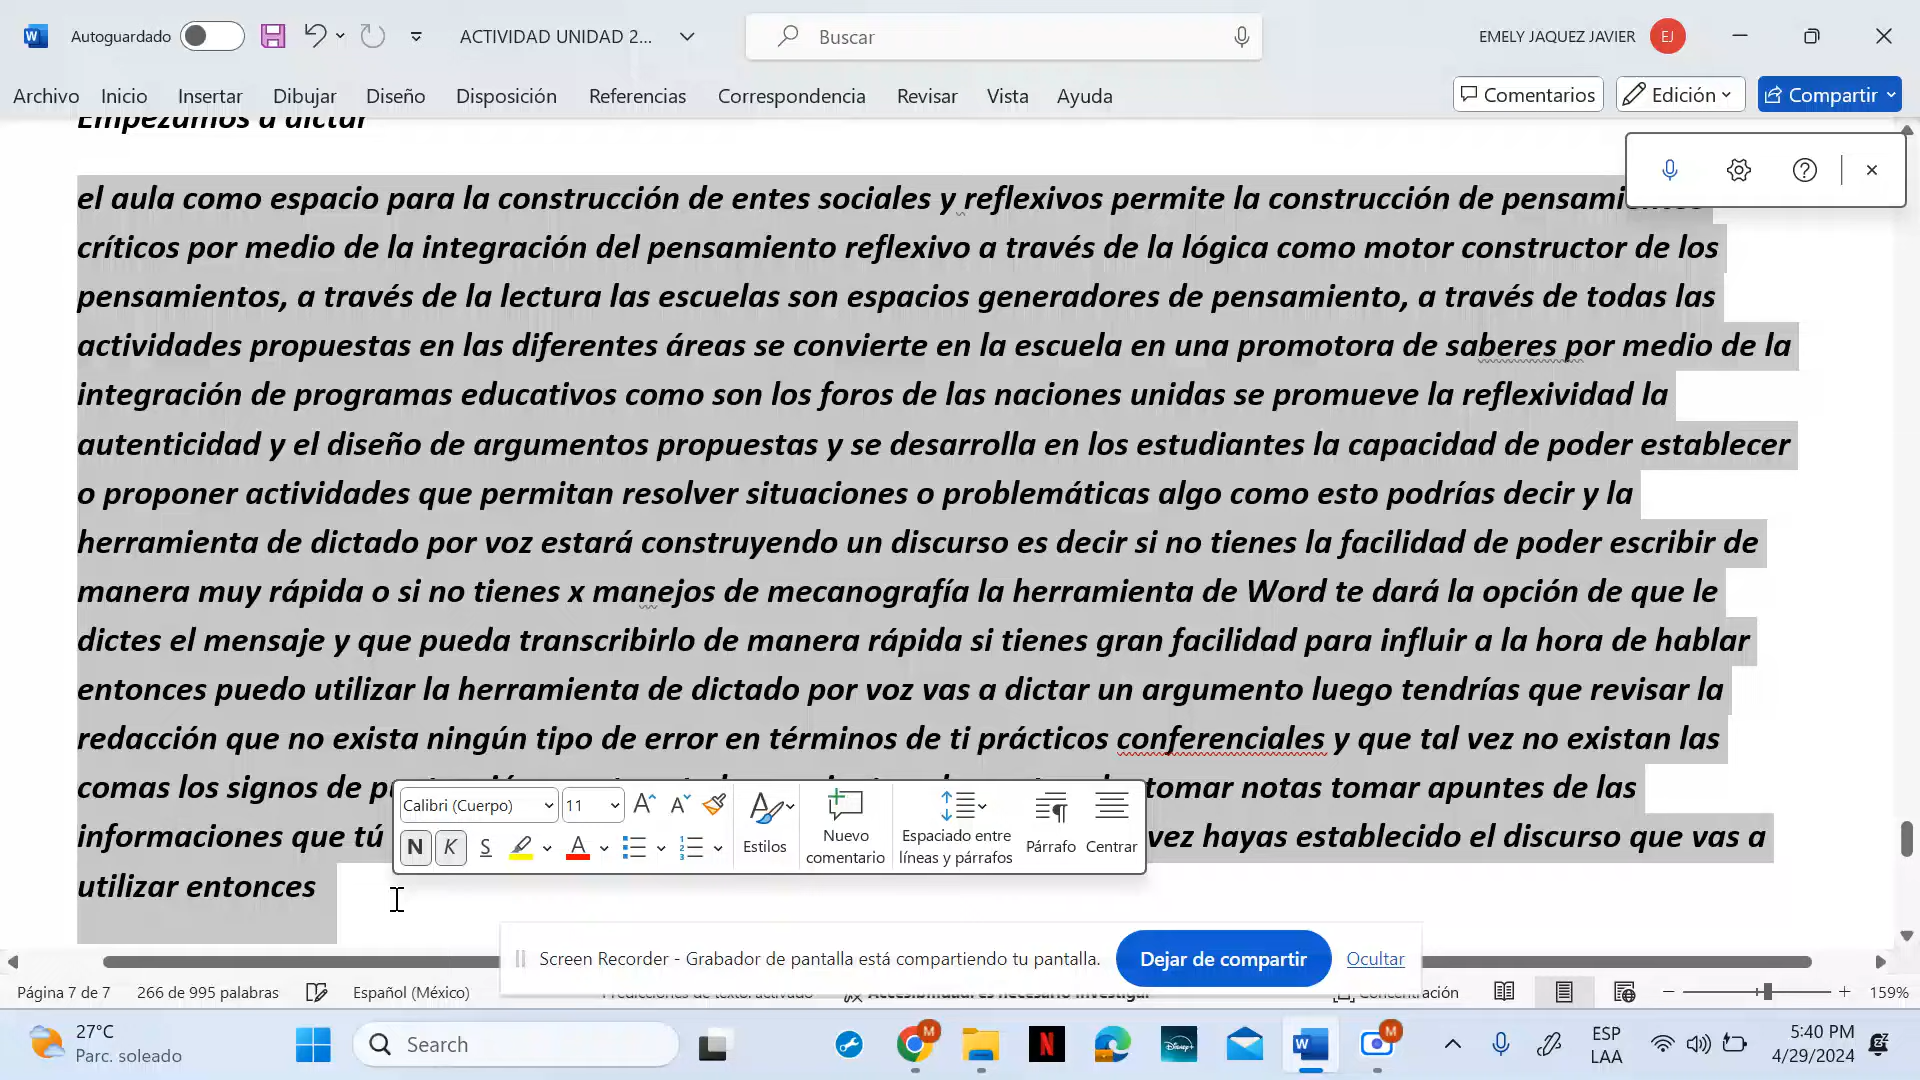 Autoguardado
ACTIVIDAD UNIDAD 2...
Buscar
EMELY JAQUEZ JAVIER
EJ
Archivo Inicio Insertar Dibujar Diseño Disposición Referencias Correspondencia Revisar Vista Ayuda
Comentarios
Edición
Compartir
Empezamos a dictar
el aula como espacio para la construcción de entes sociales y reflexivos permite la construcción de
críticos por medio de la integración del pensamiento reflexivo a través de la lógica como motor constructor de los
pensamientos, a través de la lectura las escuelas son espacios generadores de pensamiento, a través de todas las
actividades propuestas en las diferentes áreas se convierte en la escuela en una promotora de saberes por medio de la
integración de programas educativos como son los foros de las naciones unidas se promueve la reflexividad la
autenticidad y el diseño de argumentos propuestas y se desarrolla en los estudiantes la capacidad de poder establecer
o proponer actividades que permitan resolver situaciones o problemáticas algo como esto podrías decir y la
herramienta de dictado por voz estará construyendo un discurso es decir si no tienes la facilidad de poder escribir de
manera muy rápida o si no tienes x manejos de mecanografía la herramienta de Word te dará la opción de que le
dictes el mensaje y que pueda transcribirlo de manera rápida si tienes gran facilidad para influir a la hora de hablar
entonces puedo utilizar la herramienta de dictado por voz vas a dictar un argumento luego tendrías que revisar la
redacción que no exista ningún tipo de error en términos de ti prácticos conferenciales y que tal vez no existan las
comas los signos de tomar notas tomar apuntes de las
informaciones que tú vez hayas establecido el discurso que vas a
utilizar entonces
Calibri (Cuerpo) 11
N K S A
Estilos
Nuevo
comentario
Espaciado entre
líneas y párrafos
Párrafo
Centrar
Screen Recorder - Grabador de pantalla está compartiendo tu pantalla.
Dejar de compartir
Ocultar
Página 7 de 7
266 de 995 palabras
Español (México)
Predicciones de texto: activado
Accesibilidad: es necesario investigar
Concentración
159%
27°C
Parc. soleado
Search
ESP
LAA
5:40 PM
4/29/2024